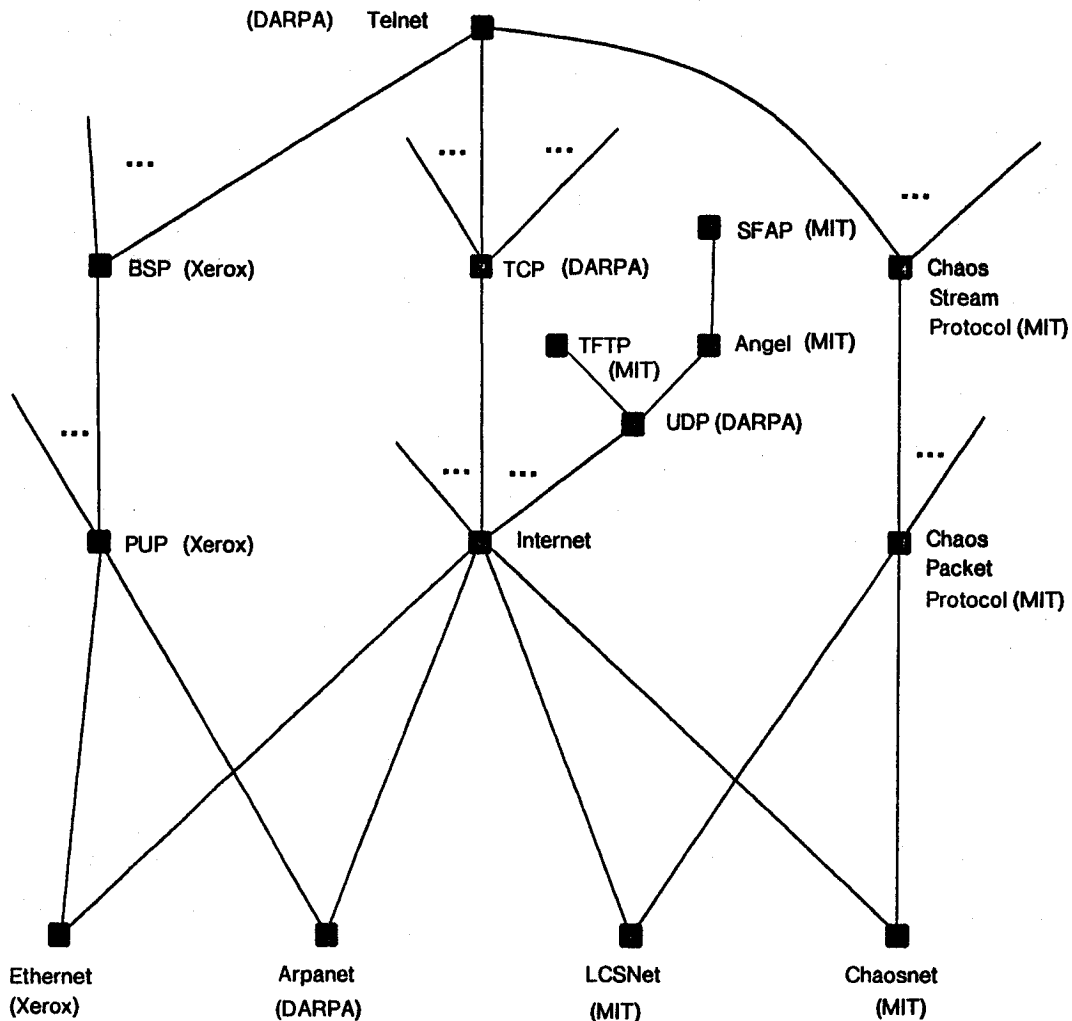 (DARPA) Telnet
...
...
...
...
SFAP (MIT)
BSP (Xerox)
TCP (DARPA)
Chaos
Stream
Protocol (MIT)
TFTP
(MIT)
Angel (MIT)
UDP (DARPA)
...
...
...
...
PUP (Xerox)
Internet
Chaos
Packet
Protocol (MIT)
Ethernet
(Xerox)
Arpanet
(DARPA)
LCSNet
(MIT)
Chaosnet
(MIT)